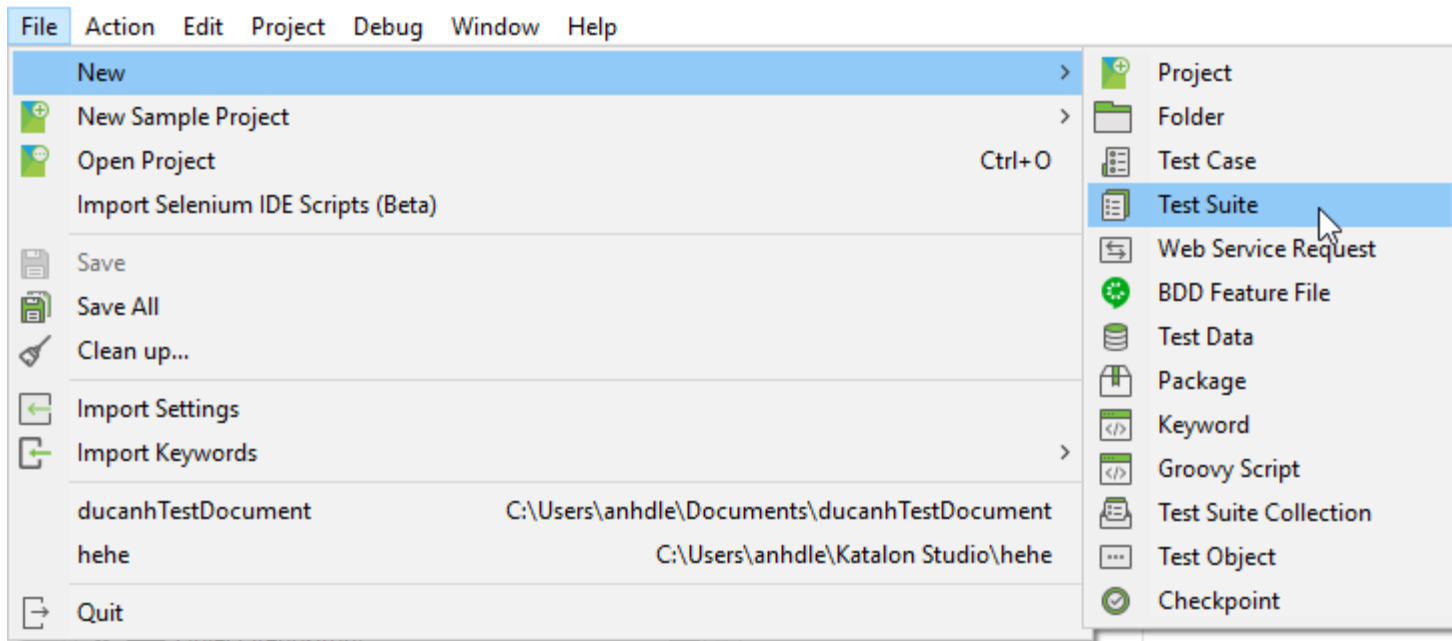 File Action Edit Project Debug Window Help
New
New Sample Project
Open Project Ctrl+O
Import Selenium IDE Scripts (Beta)
Save
Save All
Clean up...
Import Settings
Import Keywords
ducanhTestDocument C:\Users\anhdle\Documents\ducanhTestDocument
hehe C:\Users\anhdle\Katalon Studio\hehe
Quit
Project
Folder
Test Case
Test Suite
Web Service Request
BDD Feature File
Test Data
Package
Keyword
Groovy Script
Test Suite Collection
Test Object
Checkpoint